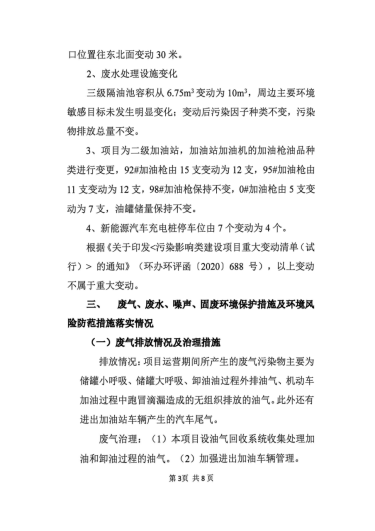 口位置往东北面变动 30 米。
2、废水处理设施变化
三级隔油池容积从 6.75m³变动为 10m³，周边主要环境
敏感目标未发生明显变化；变动后污染因子种类不变，污染
物排放总量不变。
3、项目为二级加油站，加油站加油机的加油枪油品种
类进行变更，92#加油枪由 15 支变动为 12 支，95#加油枪由
11 支变动为 12 支，98#加油枪保持不变，0#加油由 5 支变
动为 7 支，油罐储量保持不变。
4、新能源汽车充电桩停车位由 7 个变动为 4 个。
根据《关于印发<污染影响类建设项目重大变动清单（试
行）> 的通知》（环办环评函〔2020〕688 号），以上变动
不属于重大变动。
三、 废气、废水、噪声、固废环境保护措施及环境风
险防范措施落实情况
（一）废气排放情况及治理措施
排放情况：项目运营期间所产生的废气污染物主要为
储罐小呼吸、储罐大呼吸、卸油油过程外排油气、机动车
加油过程中跑冒滴漏造成的无组织排放的油气。此外还有
进出加油站车辆产生的汽车尾气。
废气治理：（1）本项目设油气回收系统收集处理加
油和卸油过程的油气。（2）加强进出加油车辆管理。
第 3页 共 8 页